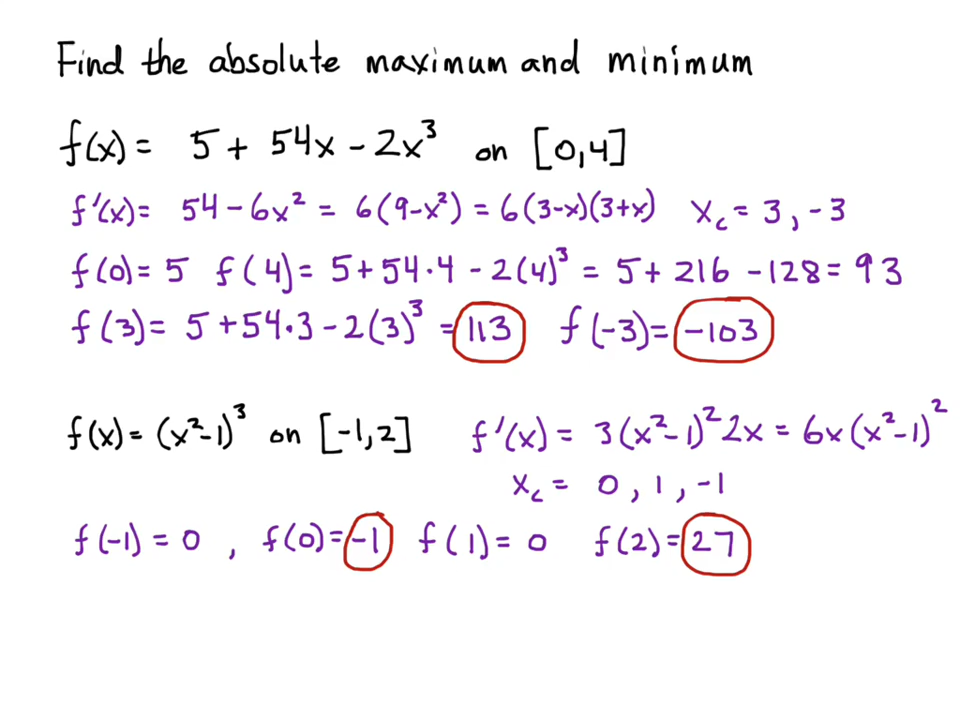 Find the absolute maximum and minimum
f(x) = 5 + 54x - 2x³ on [0,4]
f'(x) = 54 - 6x² = 6(9-x²) = 6(3-x)(3+x) x_c = 3, -3
f(0) = 5 f(4) = 5 + 54·4 - 2(4)³ = 5 + 216 - 128 = 93
f(3) = 5 + 54·3 - 2(3)³ = 113 f(-3) = -103
f(x) = (x²-1)³ on [-1,2] f'(x) = 3(x²-1)² 2x = 6x(x²-1)²
x_c = 0, 1, -1
f(-1) = 0, f(0) = -1 f(1) = 0 f(2) = 27